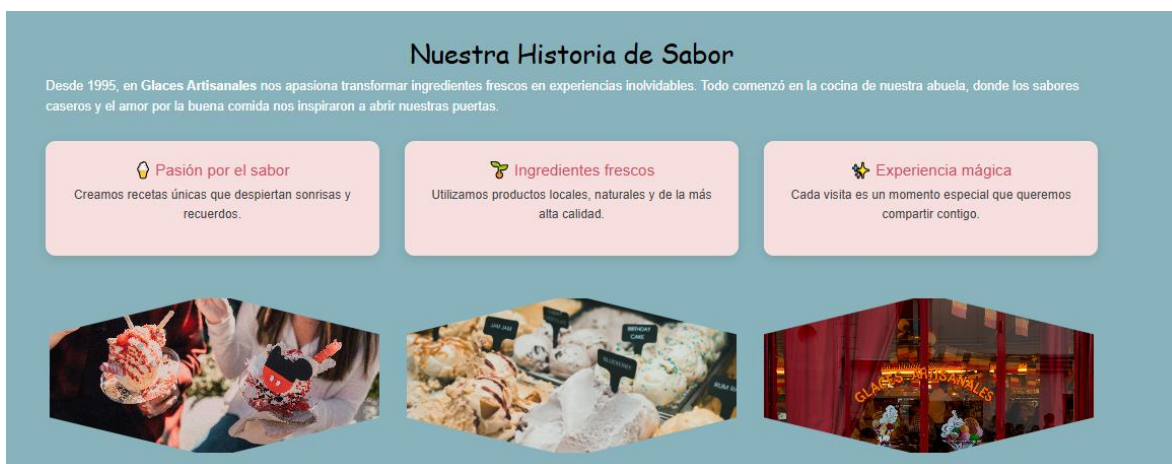 Nuestra Historia de Sabor
Desde 1995, en Glaces Artisanales nos apasiona transformar ingredientes frescos en experiencias inolvidables. Todo comenzó en la cocina de nuestra abuela, donde los sabores
caseros y el amor por la buena comida nos inspiraron a abrir nuestras puertas.
Pasión por el sabor
Creamos recetas únicas que despiertan sonrisas y
recuerdos.
Ingredientes frescos
Utilizamos productos locales, naturales y de la más
alta calidad.
Experiencia mágica
Cada visita es un momento especial que queremos
compartir contigo.
JAM JAM
BIRTHDAY
CAKE
BLUEBERRIES
RUM
GLACES ARTISANALES